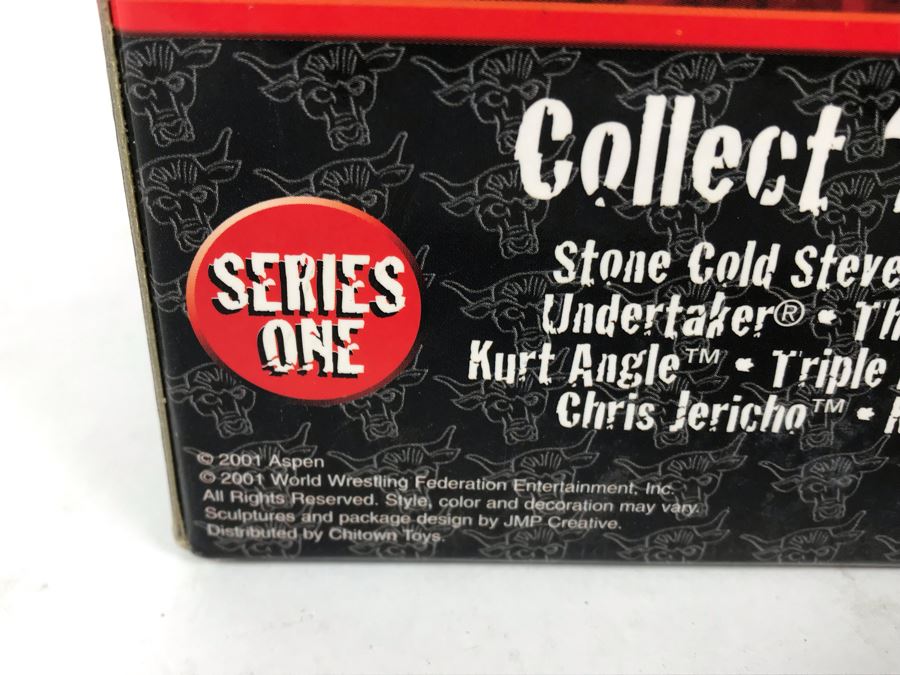 Collect
SERIES
ONE
Stone Cold Steve
Undertaker® •
Kurt Angle™ • Triple
Chris Jericho™ •
© 2001 Aspen
© 2001 World Wrestling Federation Entertainment, Inc.
All Rights Reserved. Style, color and decoration may vary.
Sculptures and package design by JMP Creative.
Distributed by Chitown Toys.